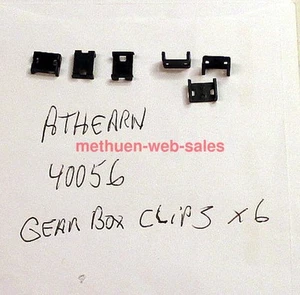 ATHEARN
methuen-web-sales
40056
GEAR BOX CLIPS x6